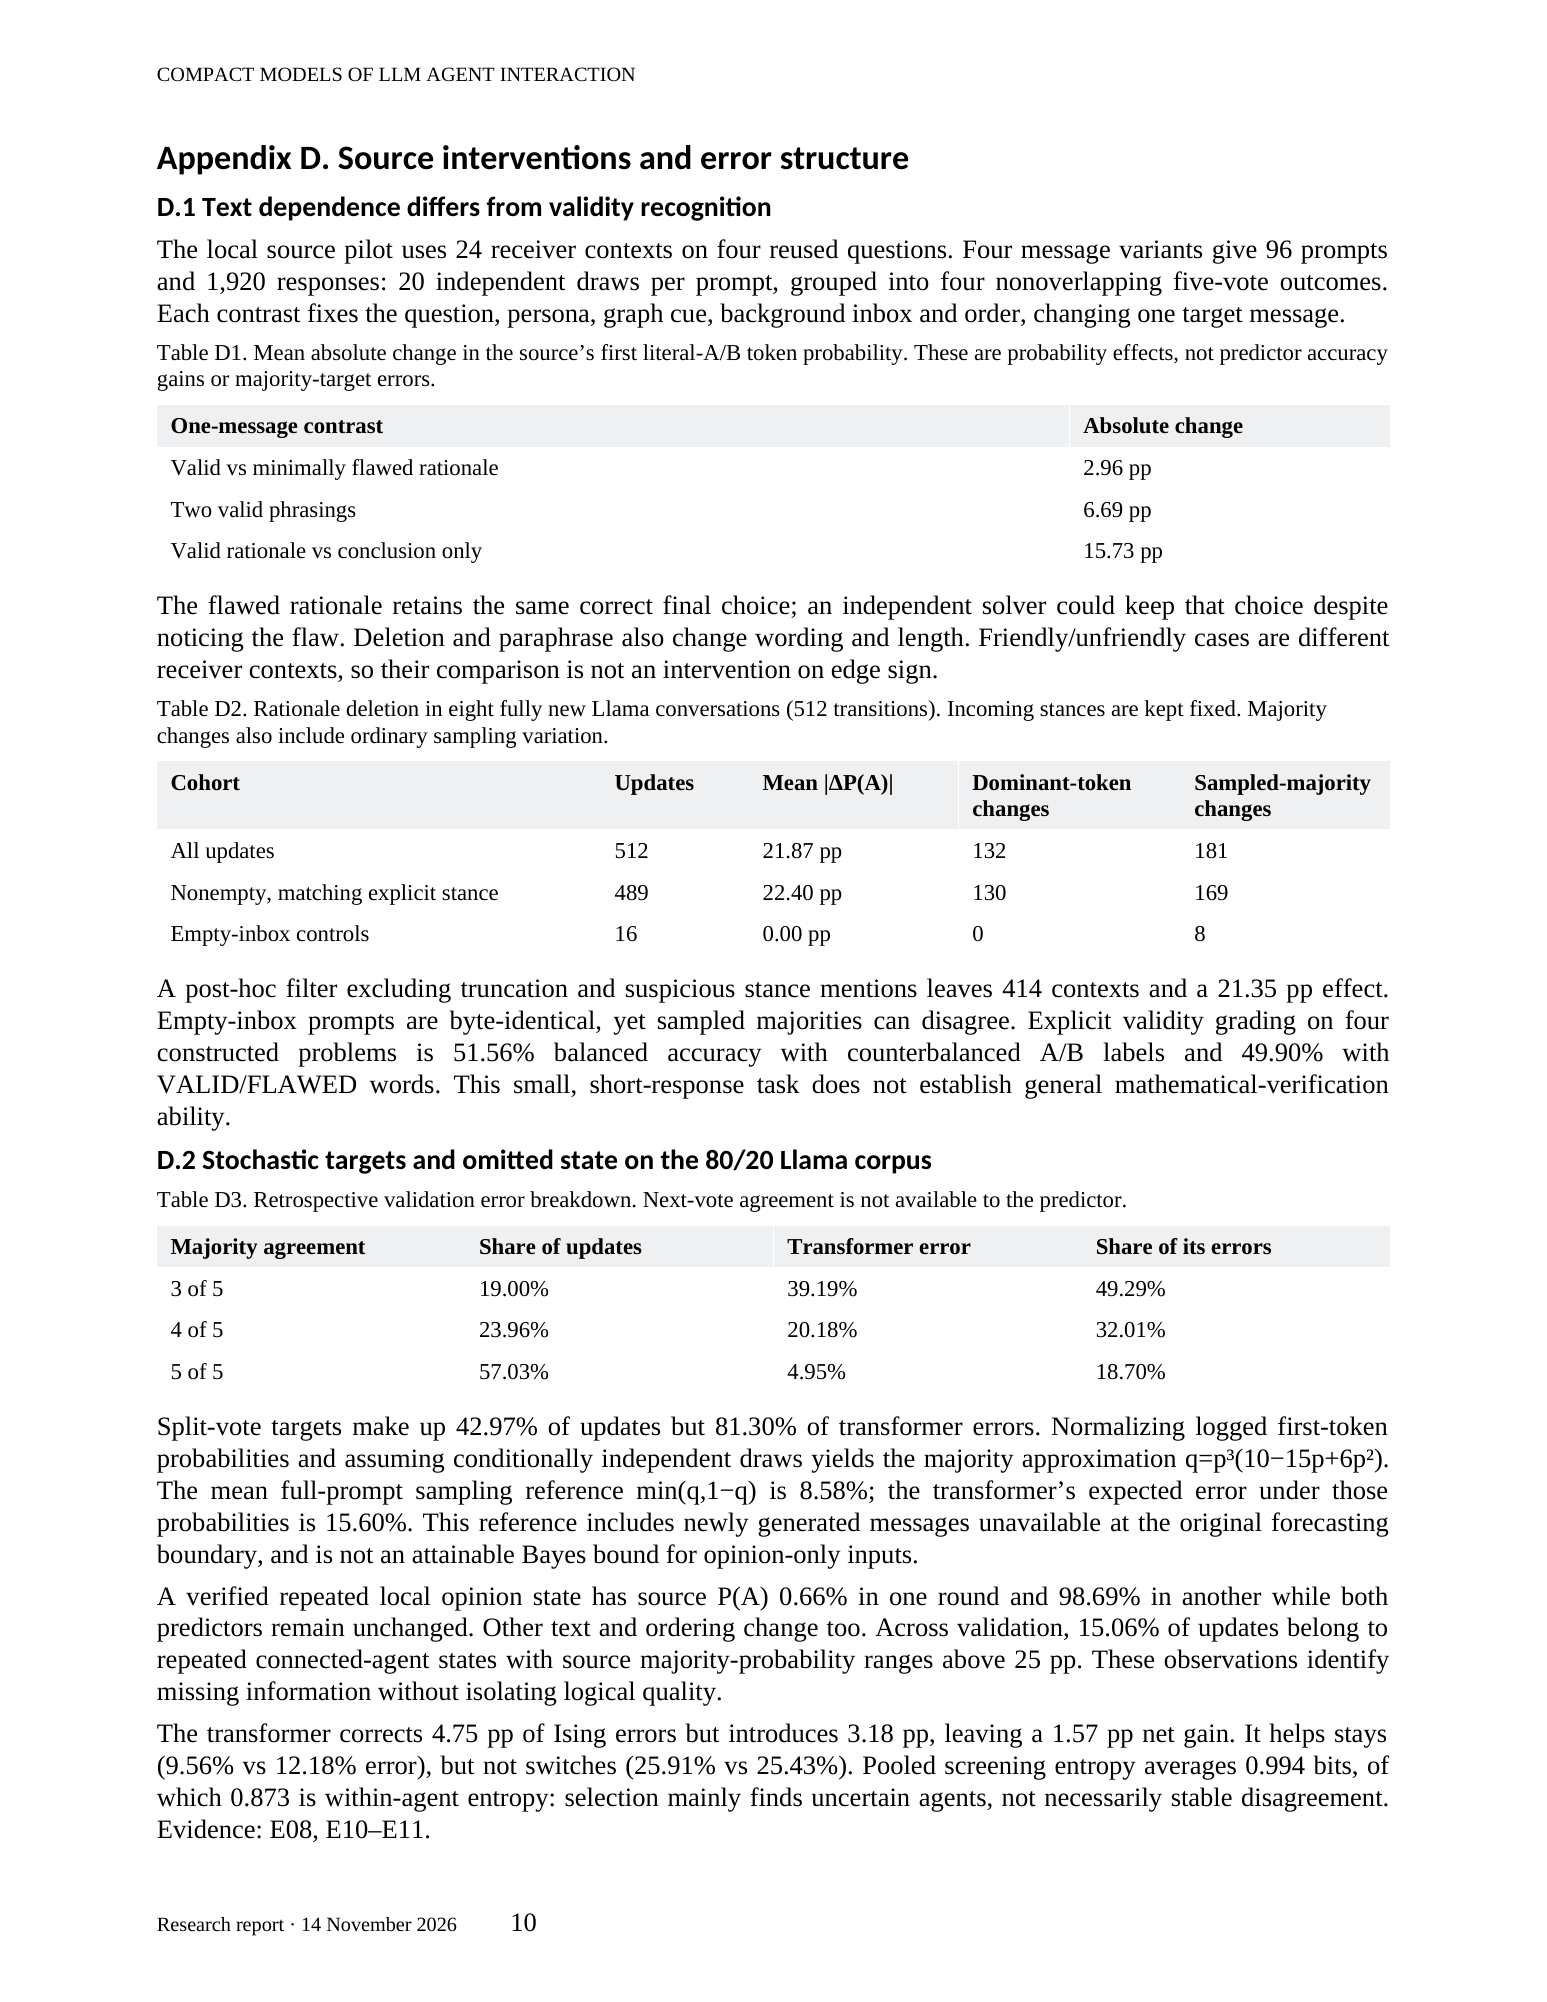 COMPACT MODELS OF LLM AGENT INTERACTION
Appendix D. Source interventions and error structure
D.1 Text dependence differs from validity recognition
The local source pilot uses 24 receiver contexts on four reused questions. Four message variants give 96 prompts
and 1,920 responses: 20 independent draws per prompt, grouped into four nonoverlapping five-vote outcomes.
Each contrast fixes the question, persona, graph cue, background inbox and order, changing one target message.
Table D1. Mean absolute change in the source’s first literal-A/B token probability. These are probability effects, not predictor accuracy
gains or majority-target errors.
One-message contrast Absolute change
Valid vs minimally flawed rationale 2.96 pp
Two valid phrasings 6.69 pp
Valid rationale vs conclusion only 15.73 pp
The flawed rationale retains the same correct final choice; an independent solver could keep that choice despite
noticing the flaw. Deletion and paraphrase also change wording and length. Friendly/unfriendly cases are different
receiver contexts, so their comparison is not an intervention on edge sign.
Table D2. Rationale deletion in eight fully new Llama conversations (512 transitions). Incoming stances are kept fixed. Majority
changes also include ordinary sampling variation.
Cohort Updates Mean |ΔP(A)| Dominant-token changes Sampled-majority changes
All updates 512 21.87 pp 132 181
Nonempty, matching explicit stance 489 22.40 pp 130 169
Empty-inbox controls 16 0.00 pp 0 8
A post-hoc filter excluding truncation and suspicious stance mentions leaves 414 contexts and a 21.35 pp effect.
Empty-inbox prompts are byte-identical, yet sampled majorities can disagree. Explicit validity grading on four
constructed problems is 51.56% balanced accuracy with counterbalanced A/B labels and 49.90% with
VALID/FLAWED words. This small, short-response task does not establish general mathematical-verification
ability.
D.2 Stochastic targets and omitted state on the 80/20 Llama corpus
Table D3. Retrospective validation error breakdown. Next-vote agreement is not available to the predictor.
Majority agreement Share of updates Transformer error Share of its errors
3 of 5 19.00% 39.19% 49.29%
4 of 5 23.96% 20.18% 32.01%
5 of 5 57.03% 4.95% 18.70%
Split-vote targets make up 42.97% of updates but 81.30% of transformer errors. Normalizing logged first-token
probabilities and assuming conditionally independent draws yields the majority approximation q=p³(10−15p+6p²).
The mean full-prompt sampling reference min(q,1−q) is 8.58%; the transformer’s expected error under those
probabilities is 15.60%. This reference includes newly generated messages unavailable at the original forecasting
boundary, and is not an attainable Bayes bound for opinion-only inputs.
A verified repeated local opinion state has source P(A) 0.66% in one round and 98.69% in another while both
predictors remain unchanged. Other text and ordering change too. Across validation, 15.06% of updates belong to
repeated connected-agent states with source majority-probability ranges above 25 pp. These observations identify
missing information without isolating logical quality.
The transformer corrects 4.75 pp of Ising errors but introduces 3.18 pp, leaving a 1.57 pp net gain. It helps stays
(9.56% vs 12.18% error), but not switches (25.91% vs 25.43%). Pooled screening entropy averages 0.994 bits, of
which 0.873 is within-agent entropy: selection mainly finds uncertain agents, not necessarily stable disagreement.
Evidence: E08, E10–E11.
Research report · 14 November 2026 10